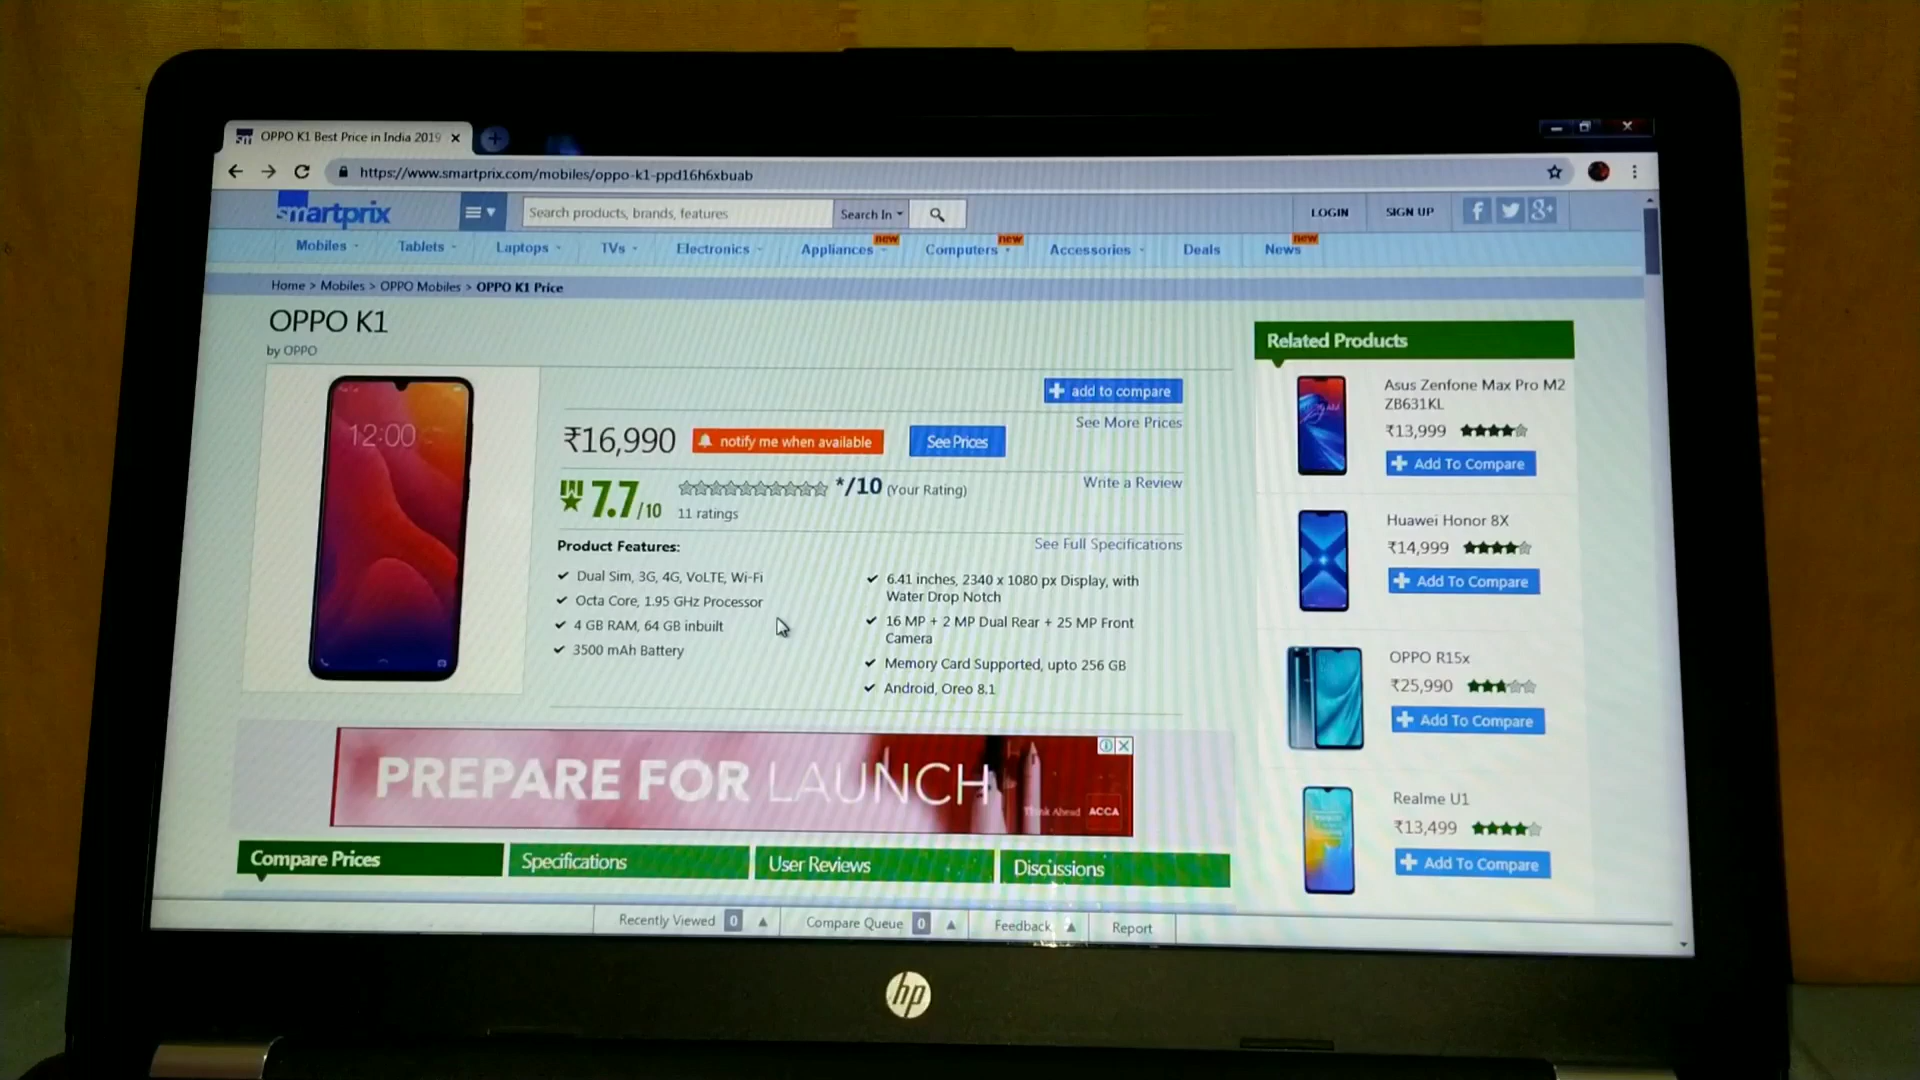 OPPO K1 Best Price in India 2019
https://www.smartprix.com/mobiles/oppo-k1-ppd16h6xbuab
smartprix
Search products, brands, features
Search In
LOGIN
SIGN UP
Mobiles
Tablets
Laptops
TVs
Electronics
Appliances new
Computers new
Accessories
Deals
News new
Home > Mobiles > OPPO Mobiles > OPPO K1 Price
OPPO K1
by OPPO
12:00
add to compare
See More Prices
₹16,990
notify me when available
See Prices
7.7/10
*/10 (Your Rating)
11 ratings
Write a Review
Product Features:
See Full Specifications
Dual Sim, 3G, 4G, VoLTE, Wi-Fi
Octa Core, 1.95 GHz Processor
4 GB RAM, 64 GB inbuilt
3500 mAh Battery
6.41 inches, 2340 x 1080 px Display, with
Water Drop Notch
16 MP + 2 MP Dual Rear + 25 MP Front
Camera
Memory Card Supported, upto 256 GB
Android, Oreo 8.1
Related Products
Asus Zenfone Max Pro M2
ZB631KL
₹13,999
Add To Compare
Huawei Honor 8X
₹14,999
Add To Compare
OPPO R15x
₹25,990
Add To Compare
Realme U1
₹13,499
Add To Compare
PREPARE FOR LAUNCH
Think Ahead ACCA
Compare Prices
Specifications
User Reviews
Discussions
Recently Viewed 0
Compare Queue 0
Feedback
Report
hp